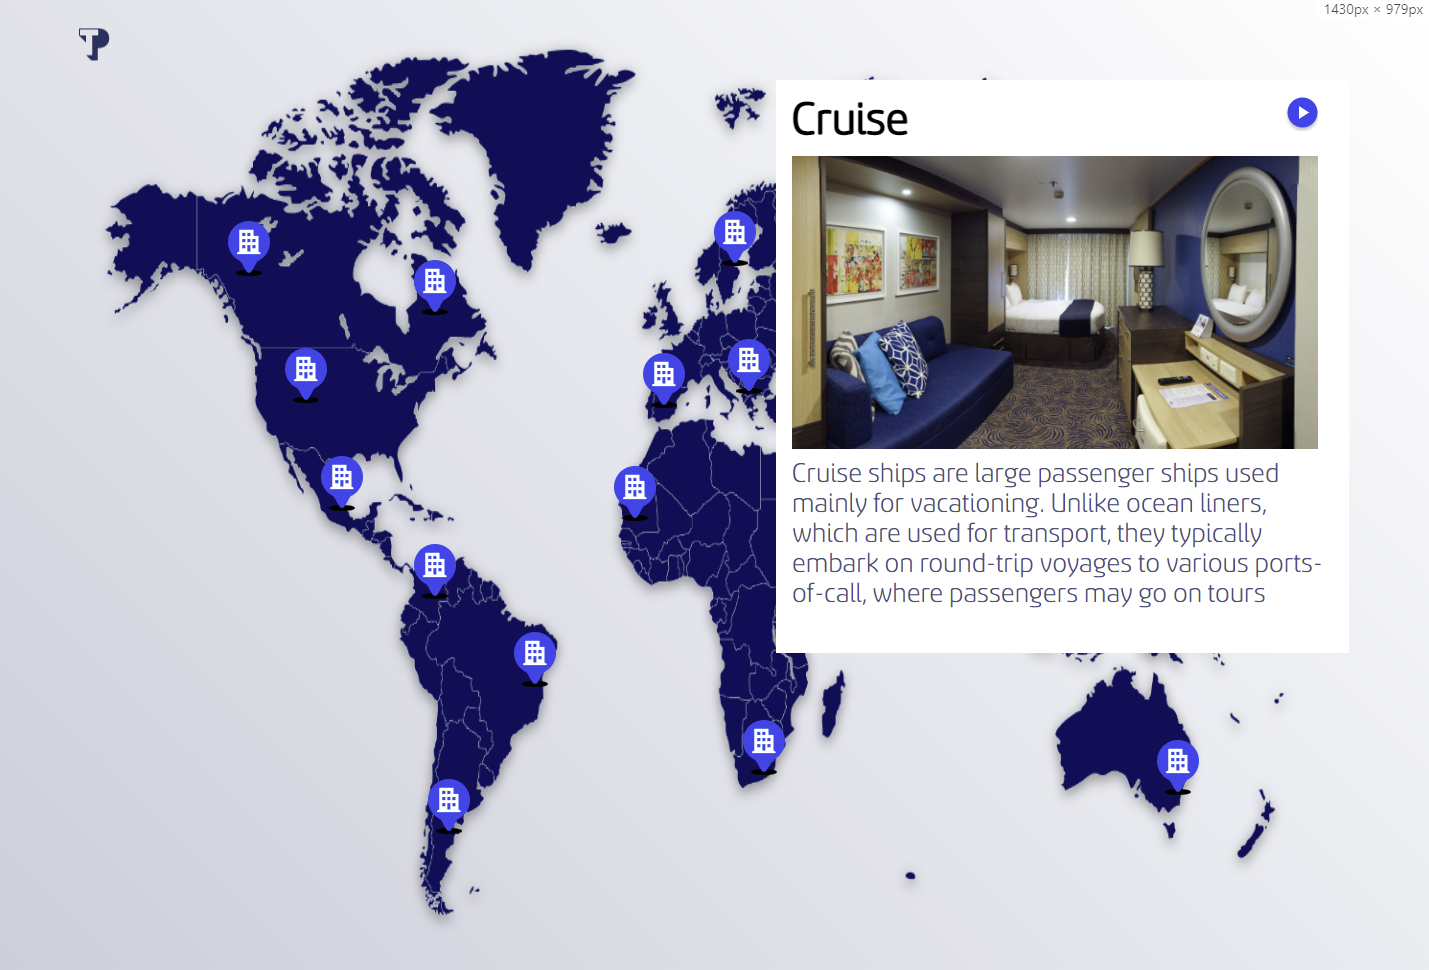 1430px × 979px
TP
Cruise
Cruise ships are large passenger ships used
mainly for vacationing. Unlike ocean liners,
which are used for transport, they typically
embark on round-trip voyages to various ports-
of-call, where passengers may go on tours